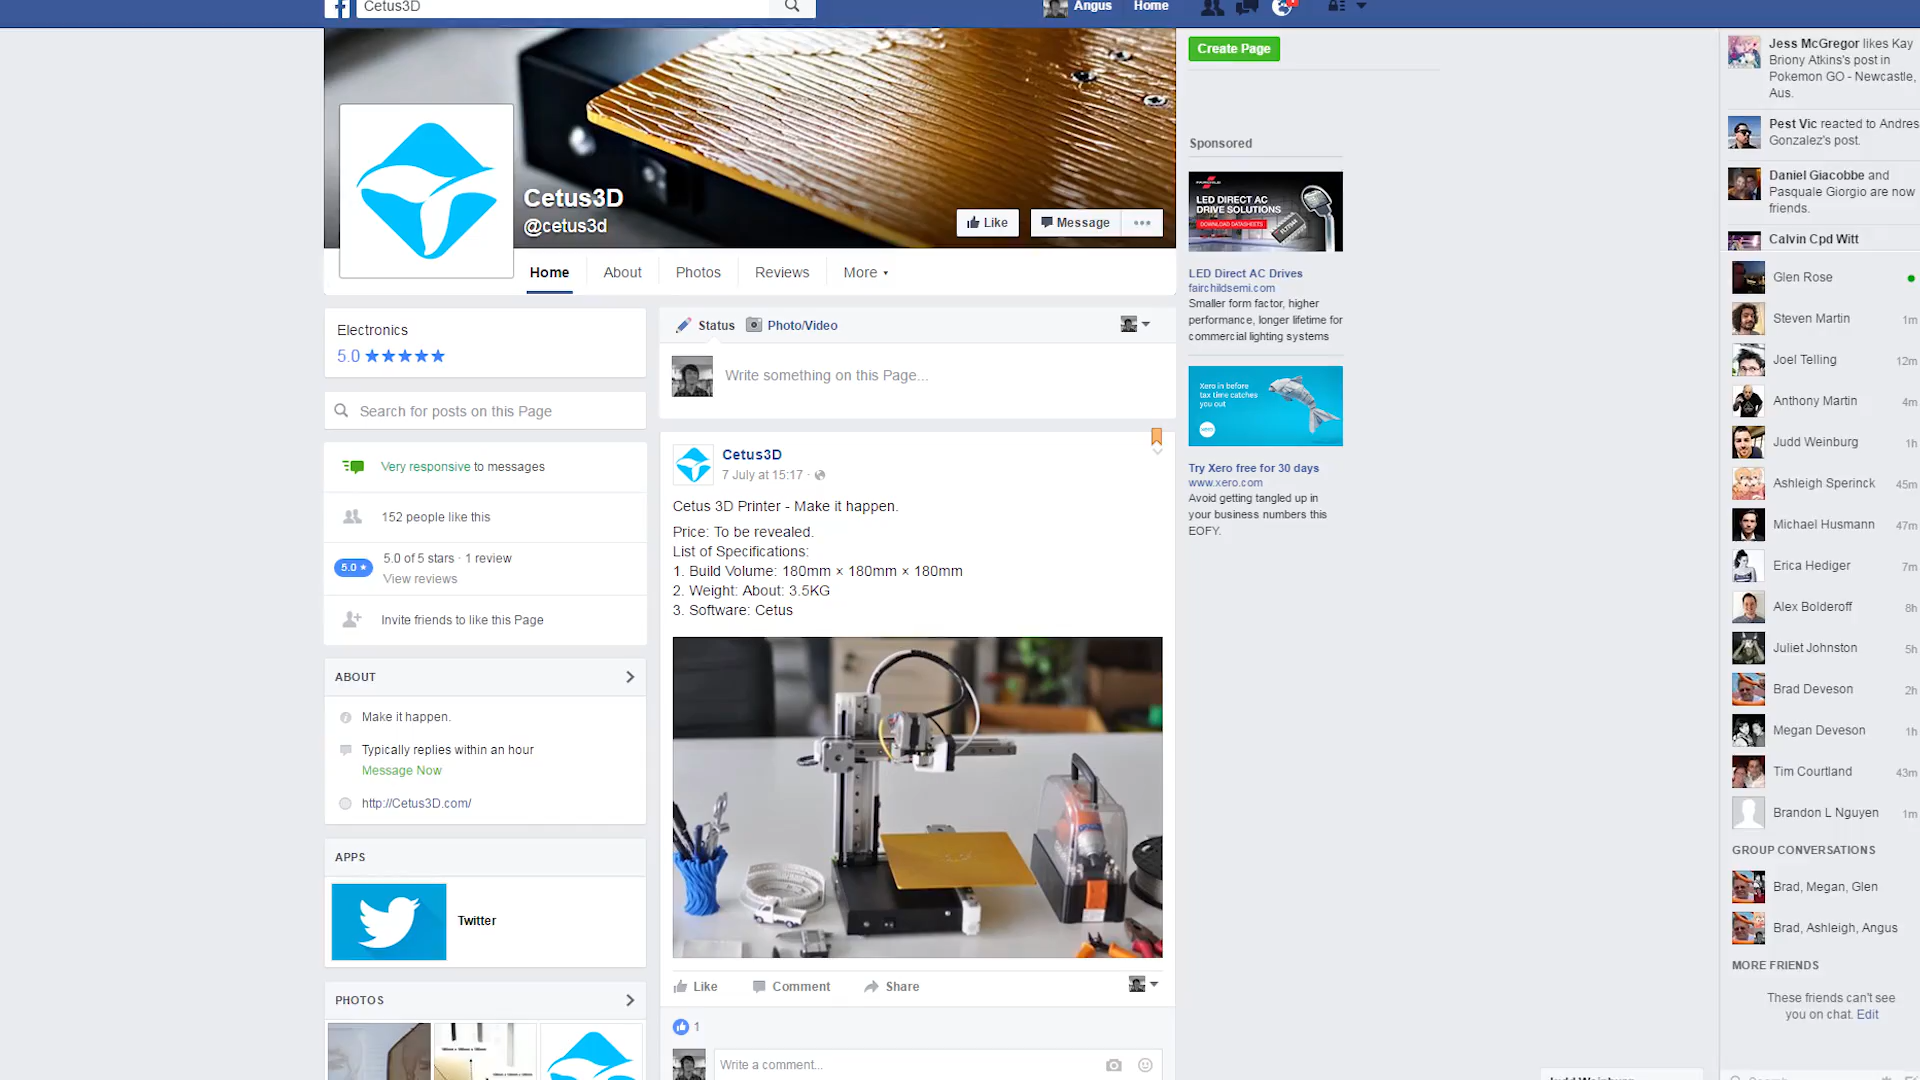 Cetus3D
Angus
Home
Create Page
Cetus3D
@cetus3d
Like
Message
Home
About
Photos
Reviews
More
Electronics
5.0
Search for posts on this Page
Very responsive to messages
152 people like this
5.0
5.0 of 5 stars · 1 review
View reviews
Invite friends to like this Page
ABOUT
Make it happen.
Typically replies within an hour
Message Now
http://Cetus3D.com/
APPS
Twitter
PHOTOS
Status
Photo/Video
Write something on this Page...
Cetus3D
7 July at 15:17 ·
Cetus 3D Printer - Make it happen.
Price: To be revealed.
List of Specifications:
1. Build Volume: 180mm × 180mm × 180mm
2. Weight: About: 3.5KG
3. Software: Cetus
Like
Comment
Share
1
Write a comment...
Sponsored
LED DIRECT AC
DRIVE SOLUTIONS
DOWNLOAD DATASHEETS
LED Direct AC Drives
fairchildsemi.com
Smaller form factor, higher
performance, longer lifetime for
commercial lighting systems
Xero in before
tax time catches
you out
xero
Try Xero free for 30 days
www.xero.com
Avoid getting tangled up in
your business numbers this
EOFY.
Jess McGregor likes Kay
Briony Atkins's post in
Pokemon GO - Newcastle,
Aus.
Pest Vic reacted to Andres
Gonzalez's post.
Daniel Giacobbe and
Pasquale Giorgio are now
friends.
Calvin Cpd Witt
Glen Rose
Steven Martin 1m
Joel Telling 12m
Anthony Martin 4m
Judd Weinburg 1h
Ashleigh Sperinck 45m
Michael Husmann 47m
Erica Hediger 7m
Alex Bolderoff 8h
Juliet Johnston 5h
Brad Deveson 2h
Megan Deveson 1h
Tim Courtland 43m
Brandon L Nguyen 1m
GROUP CONVERSATIONS
Brad, Megan, Glen
Brad, Ashleigh, Angus
MORE FRIENDS
These friends can't see
you on chat. Edit
Judd Weinburg
Search